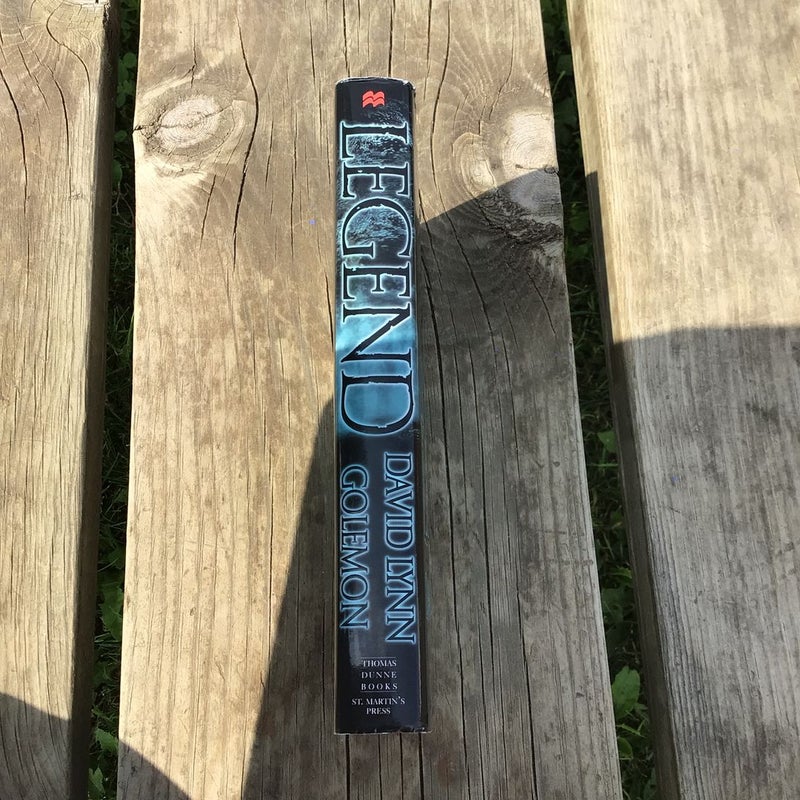 LEGEND
DAVID LYNN
GOLEMON
THOMAS
DUNNE
BOOKS
ST. MARTIN'S
PRESS